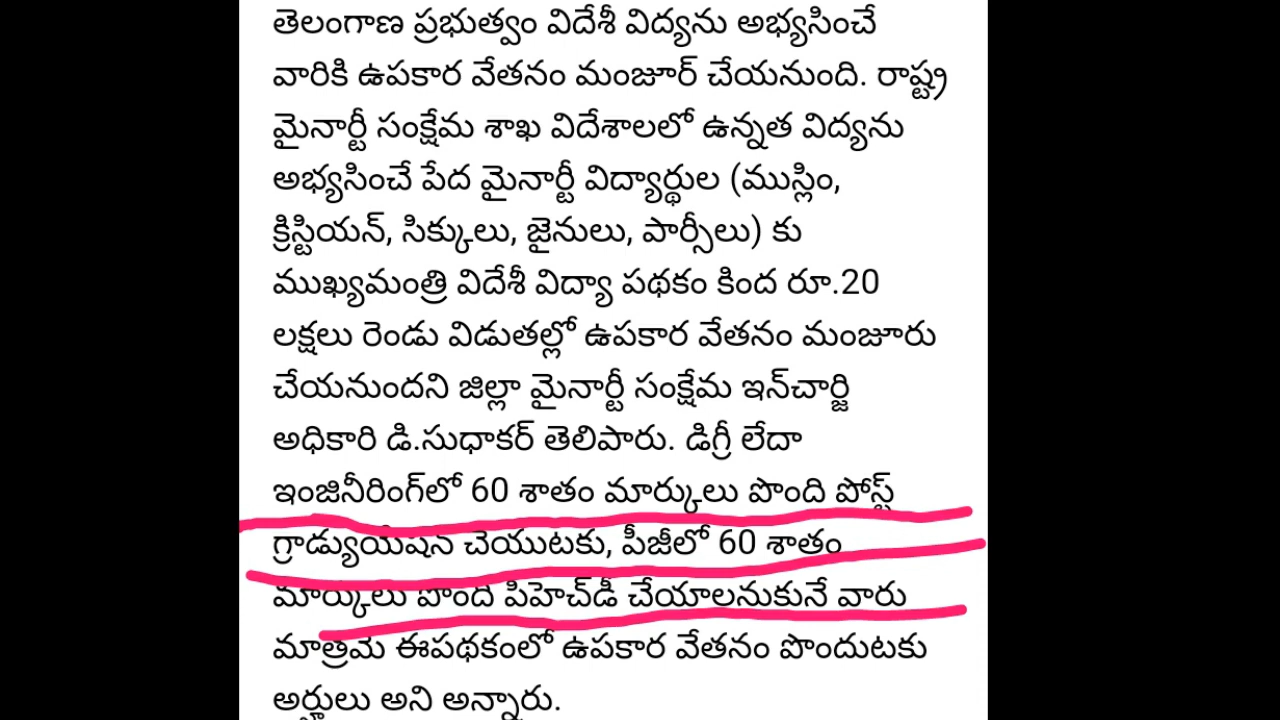 తెలంగాణ ప్రభుత్వం విదేశీ విద్యను అభ్యసించే
వారికి ఉపకార వేతనం మంజూర్ చేయనుంది. రాష్ట్ర
మైనార్టీ సంక్షేమ శాఖ విదేశాలలో ఉన్నత విద్యను
అభ్యసించే పేద మైనార్టీ విద్యార్థుల (ముస్లిం,
క్రిస్టియన్, సిక్కులు, జైనులు, పార్సీలు) కు
ముఖ్యమంత్రి విదేశీ విద్యా పథకం కింద రూ.20
లక్షలు రెండు విడుతల్లో ఉపకార వేతనం మంజూరు
చేయనుందని జిల్లా మైనార్టీ సంక్షేమ ఇన్‌చార్జి
అధికారి డి.సుధాకర్ తెలిపారు. డిగ్రీ లేదా
ఇంజినీరింగ్‌లో 60 శాతం మార్కులు పొంది పోస్ట్
గ్రాడ్యుయేషన్ చేయుటకు, పీజీలో 60 శాతం
మార్కులు పొంది పిహెచ్‌డీ చేయాలనుకునే వారు
మాత్రమే ఈపథకంలో ఉపకార వేతనం పొందుటకు
అర్హులు అని అన్నారు.